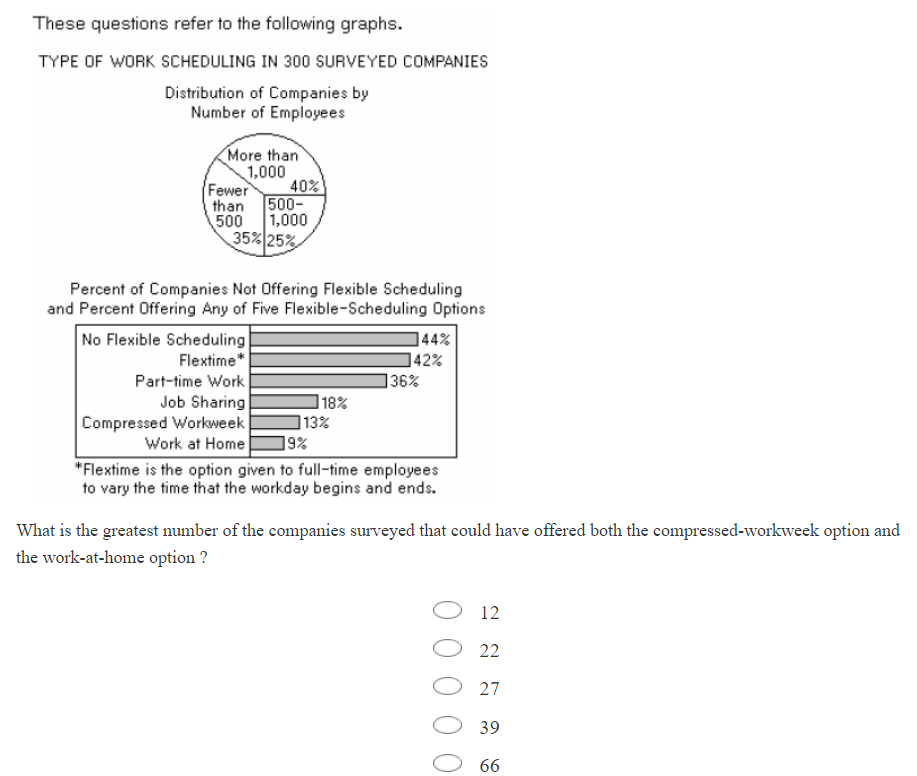 These questions refer to the following graphs.
TYPE OF WORK SCHEDULING IN 300 SURVEYED COMPANIES
Distribution of Companies by
Number of Employees
More than
1,000
40%
Fewer
than
500
35%
500-
1,000
25%
Percent of Companies Not Offering Flexible Scheduling
and Percent Offering Any of Five Flexible-Scheduling Options
No Flexible Scheduling 44%
Flextime* 42%
Part-time Work 36%
Job Sharing 18%
Compressed Workweek 13%
Work at Home 9%
*Flextime is the option given to full-time employees
to vary the time that the workday begins and ends.
What is the greatest number of the companies surveyed that could have offered both the compressed-workweek option and
the work-at-home option ?
12
22
27
39
66